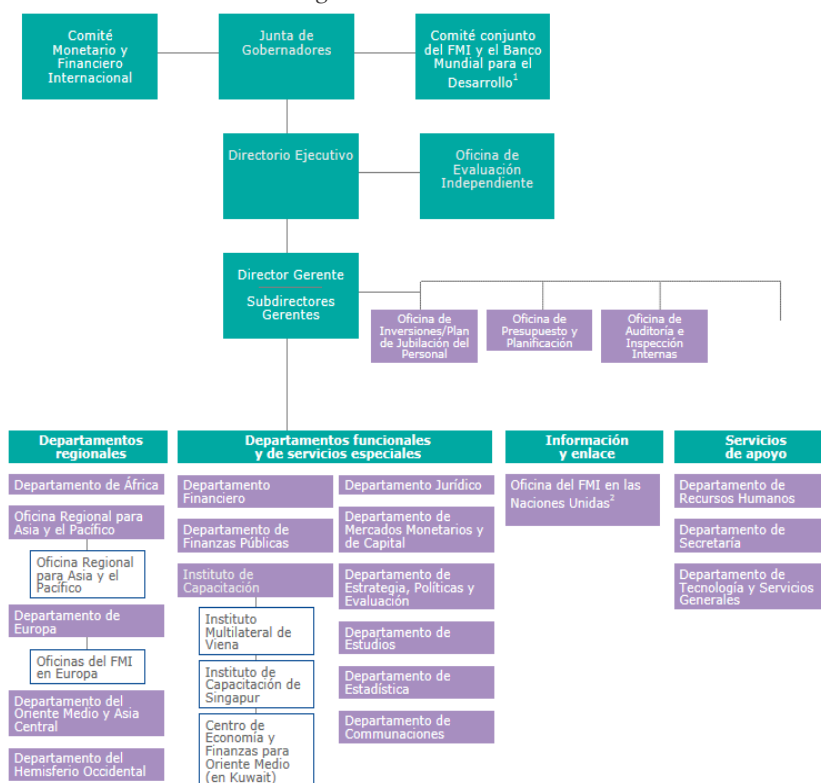 Comité
Monetario y
Financiero
Internacional
Junta de
Gobernadores
Comité conjunto
del FMI y el Banco
Mundial para el
Desarrollo¹
Directorio Ejecutivo
Oficina de
Evaluación
Independiente
Director Gerente
Subdirectores
Gerentes
Oficina de
Inversiones/Plan
de Jubilación del
Personal
Oficina de
Presupuesto y
Planificación
Oficina de
Auditoría e
Inspección
Internas
Departamentos
regionales
Departamento de África
Oficina Regional para
Asia y el Pacífico
Oficina Regional
para Asia y el
Pacífico
Departamento de
Europa
Oficinas del FMI
en Europa
Departamento del
Oriente Medio y Asia
Central
Departamento del
Hemisferio Occidental
Departamentos funcionales
y de servicios especiales
Departamento
Financiero
Departamento de
Finanzas Públicas
Instituto de
Capacitación
Instituto
Multilateral de
Viena
Instituto de
Capacitación de
Singapur
Centro de
Economía y
Finanzas para
Oriente Medio
(en Kuwait)
Departamento Jurídico
Departamento de
Mercados Monetarios y
de Capital
Departamento de
Estrategia, Políticas y
Evaluación
Departamento de
Estudios
Departamento de
Estadística
Departamento de
Communaciones
Información
y enlace
Oficina del FMI en las
Naciones Unidas²
Servicios
de apoyo
Departamento de
Recursos Humanos
Departamento de
Secretaría
Departamento de
Tecnología y Servicios
Generales